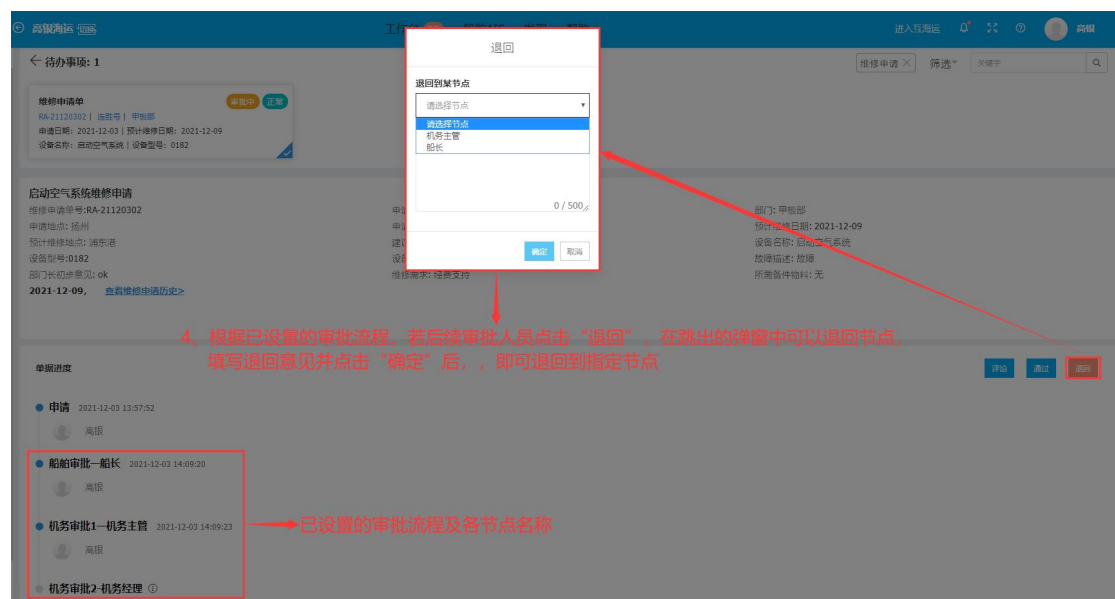 高银海运
工作台
船舶AIS 发现 帮助
进入互海运
高银
待办事项: 1
维修申请 ×
筛选
关键字
维修申请单
审批中 正常
RA-21120302 | 连胜号 | 甲板部
申请日期: 2021-12-03 | 预计维修日期: 2021-12-09
设备名称: 启动空气系统 | 设备型号: 0182
退回
退回到某节点
请选择节点
请选择节点
机务主管
船长
0 / 500
确定 取消
启动空气系统维修申请
维修申请单号:RA-21120302
部门: 甲板部
申请地点: 扬州
预计维修日期: 2021-12-09
预计维修地点: 浦东港
设备名称: 启动空气系统
设备型号:0182
故障描述: 故障
部门长初步意见: ok
维修需求: 经费支持
所需备件物料: 无
2021-12-09, 查看维修申请历史>
4、根据已设置的审批流程,若后续审批人员点击“退回”,在跳出的弹窗中可以退回节点,
填写退回意见并点击“确定”后,,即可退回到指定节点
单据进度
评论 通过 退回
申请 2021-12-03 13:57:52
高银
船舶审批—船长 2021-12-03 14:09:20
高银
机务审批1—机务主管 2021-12-03 14:09:23
已设置的审批流程及各节点名称
高银
机务审批2-机务经理